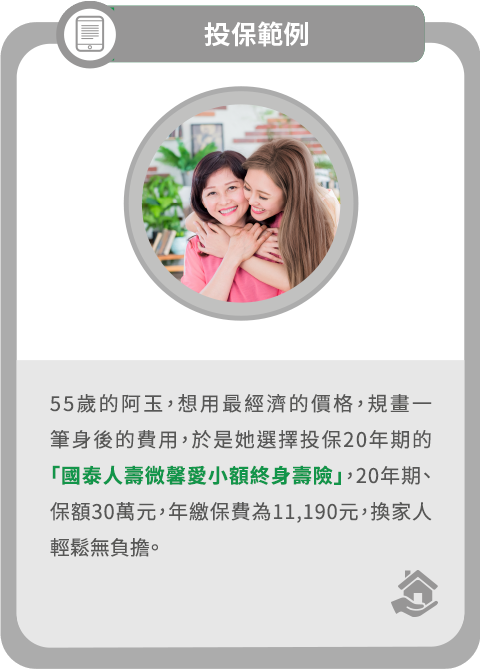 投保範例
55歲的阿玉，想用最經濟的價格，規畫一
筆身後的費用，於是她選擇投保20年期的
「國泰人壽微馨愛小額終身壽險」，20年期、
保額30萬元，年繳保費為11,190元，換家人
輕鬆無負擔。